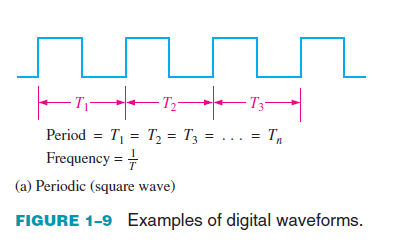 T₁ T₂ T₃
Period = T₁ = T₂ = T₃ = . . . = Tₙ
Frequency = 1/T
(a) Periodic (square wave)
FIGURE 1–9 Examples of digital waveforms.